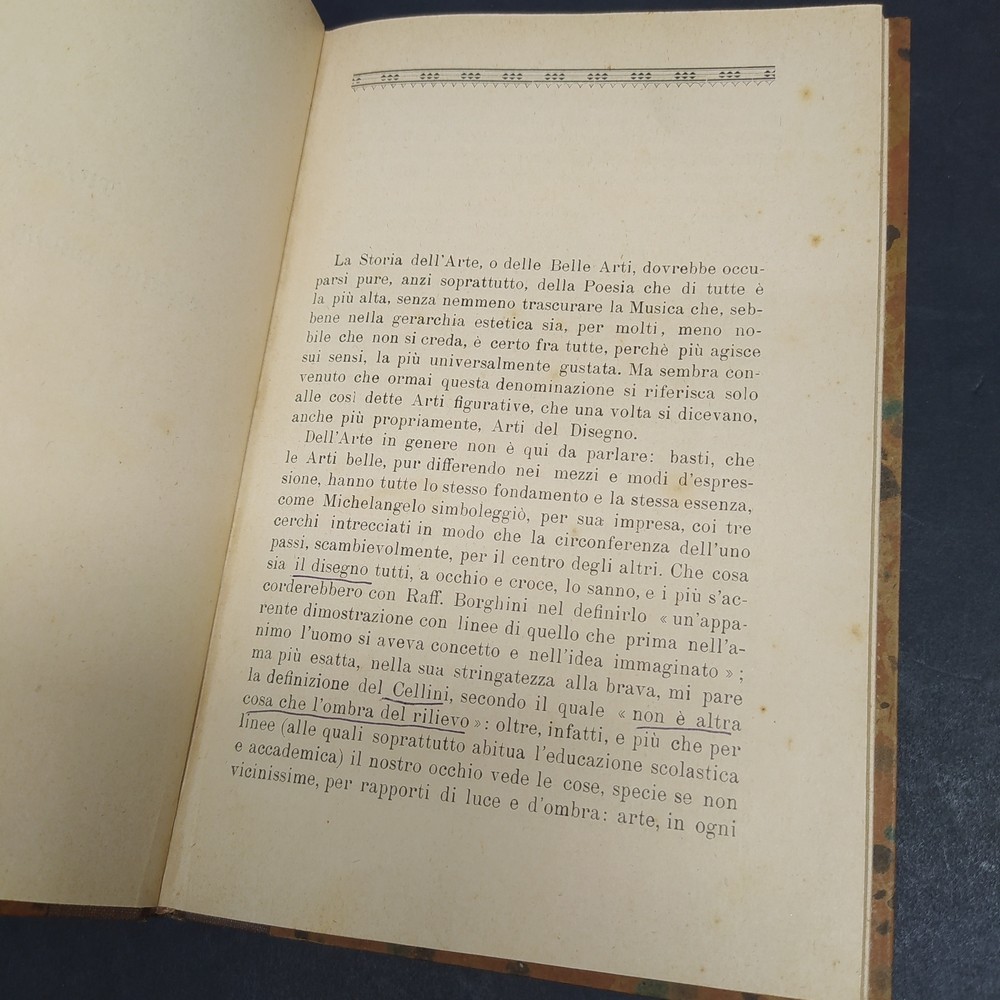 La Storia dell'Arte, o delle Belle Arti, dovrebbe occu-
parsi pure, anzi soprattutto, della Poesia che di tutte è
la più alta, senza nemmeno trascurare la Musica che, seb-
bene nella gerarchia estetica sia, per molti, meno no-
bile che non si creda, è certo fra tutte, perchè più agisce
sui sensi, la più universalmente gustata. Ma sembra con-
venuto che ormai questa denominazione si riferisca solo
alle così dette Arti figurative, che una volta si dicevano,
anche più propriamente, Arti del Disegno.
Dell'Arte in genere non è qui da parlare: basti, che
le Arti belle, pur differendo nei mezzi e modi d'espres-
sione, hanno tutte lo stesso fondamento e la stessa essenza,
come Michelangelo simboleggiò, per sua impresa, coi tre
cerchi intrecciati in modo che la circonferenza dell'uno
passi, scambievolmente, per il centro degli altri. Che cosa
sia il disegno tutti, a occhio e croce, lo sanno, e i più s'ac-
corderebbero con Raff. Borghini nel definirlo « un'appa-
rente dimostrazione con linee di quello che prima nell'a-
nimo l'uomo si aveva concetto e nell'idea immaginato » ;
ma più esatta, nella sua stringatezza alla brava, mi pare
la definizione del Cellini, secondo il quale « non è altra
cosa che l'ombra del rilievo »: oltre, infatti, e più che per
linee (alle quali soprattutto abitua l'educazione scolastica
e accademica) il nostro occhio vede le cose, specie se non
vicinissime, per rapporti di luce e d'ombra: arte, in ogni